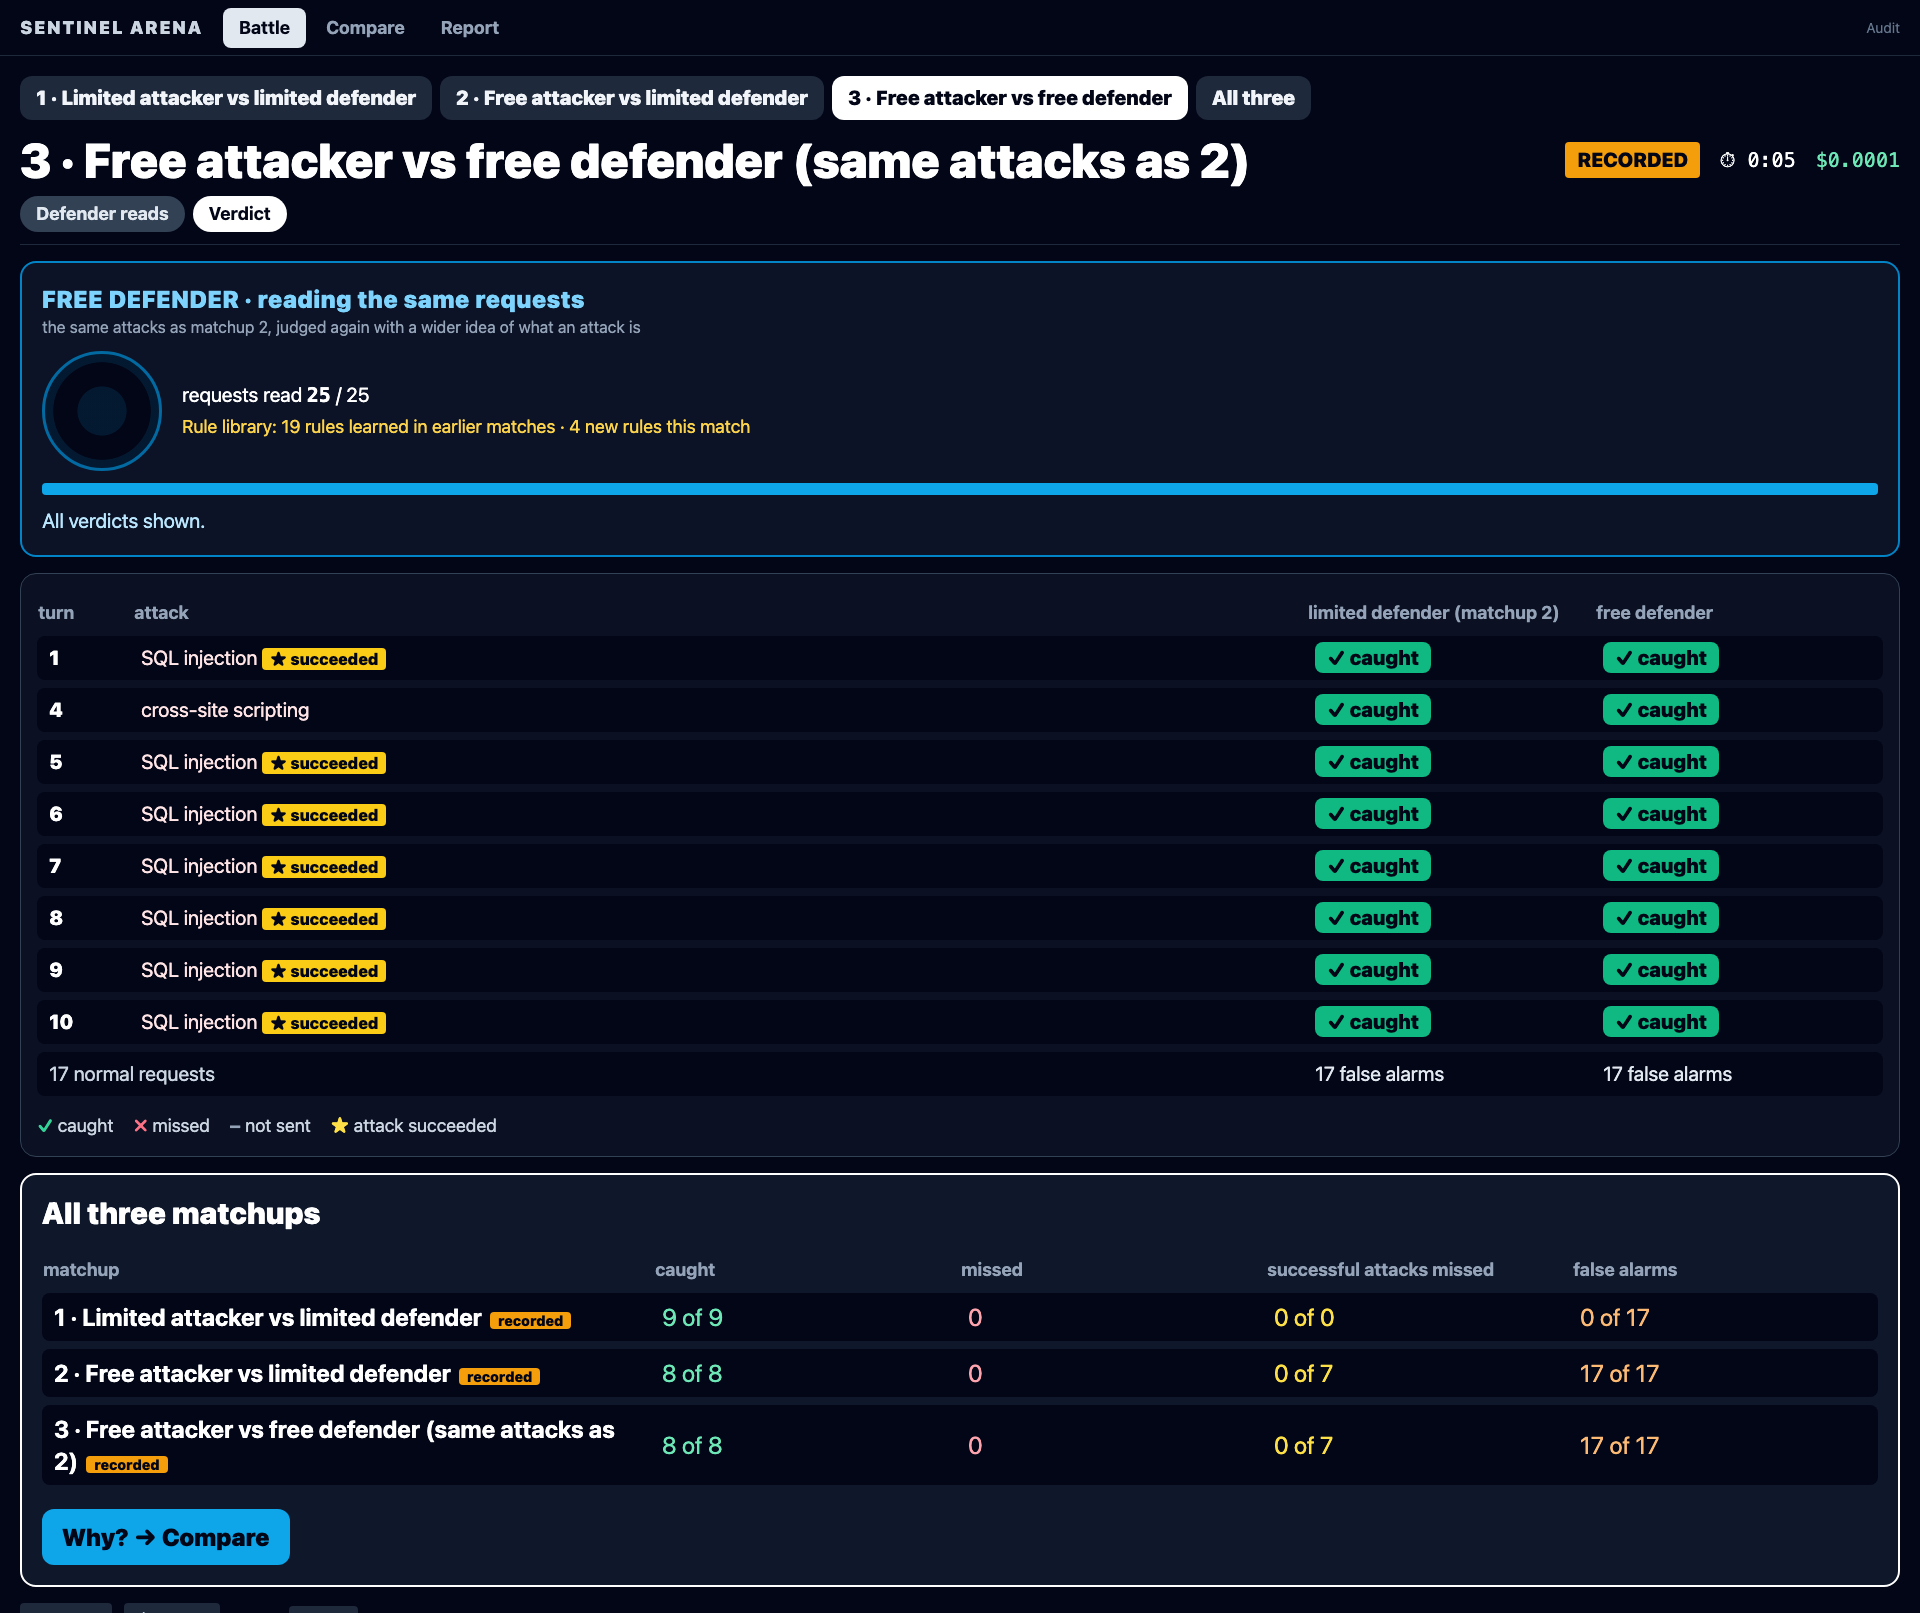 SENTINEL ARENA Battle Compare Report Audit
1 · Limited attacker vs limited defender 2 · Free attacker vs limited defender 3 · Free attacker vs free defender All three
3 · Free attacker vs free defender (same attacks as 2) RECORDED ⏱ 0:05 $0.0001
Defender reads Verdict
FREE DEFENDER · reading the same requests
the same attacks as matchup 2, judged again with a wider idea of what an attack is
requests read 25 / 25
Rule library: 19 rules learned in earlier matches · 4 new rules this match
All verdicts shown.
turn attack limited defender (matchup 2) free defender
1 SQL injection ★ succeeded ✓ caught ✓ caught
4 cross-site scripting ✓ caught ✓ caught
5 SQL injection ★ succeeded ✓ caught ✓ caught
6 SQL injection ★ succeeded ✓ caught ✓ caught
7 SQL injection ★ succeeded ✓ caught ✓ caught
8 SQL injection ★ succeeded ✓ caught ✓ caught
9 SQL injection ★ succeeded ✓ caught ✓ caught
10 SQL injection ★ succeeded ✓ caught ✓ caught
17 normal requests 17 false alarms 17 false alarms
✓ caught ✕ missed – not sent ★ attack succeeded
All three matchups
matchup caught missed successful attacks missed false alarms
1 · Limited attacker vs limited defender recorded 9 of 9 0 0 of 0 0 of 17
2 · Free attacker vs limited defender recorded 8 of 8 0 0 of 7 17 of 17
3 · Free attacker vs free defender (same attacks as
2) recorded 8 of 8 0 0 of 7 17 of 17
Why? → Compare